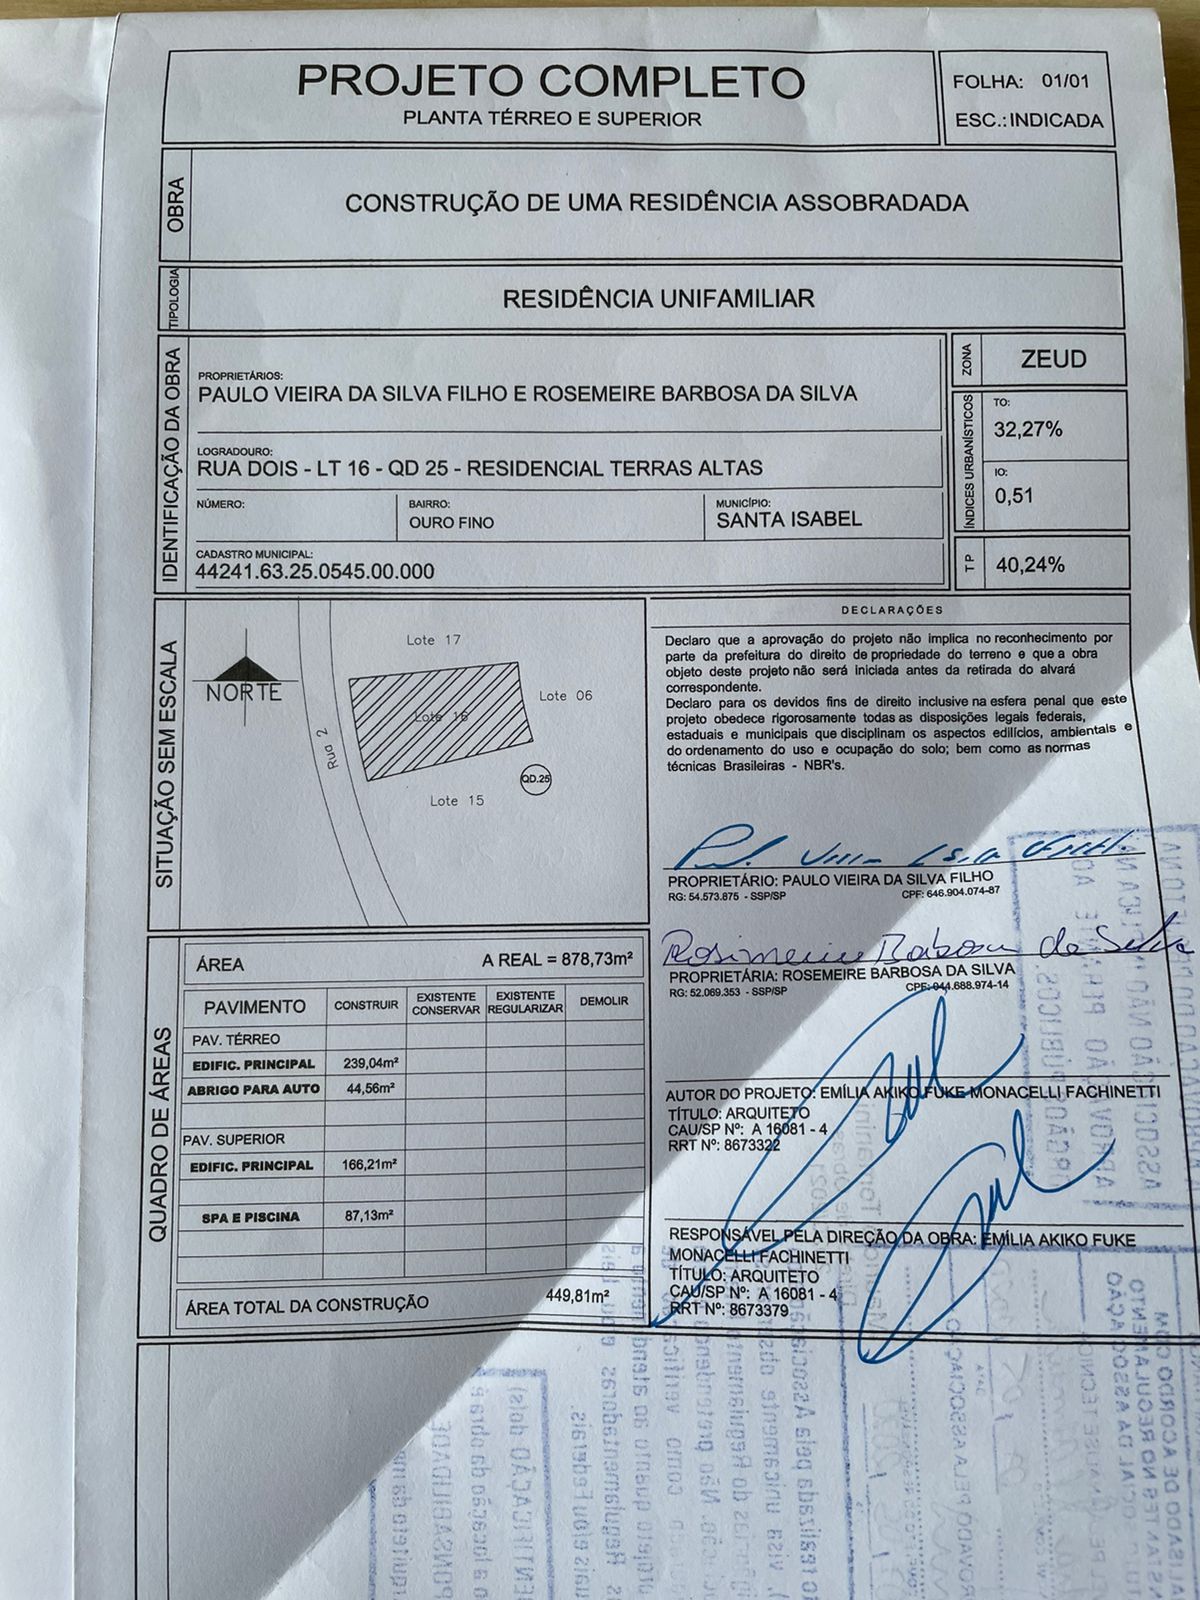 PROJETO COMPLETO
PLANTA TÉRREO E SUPERIOR
FOLHA: 01/01
ESC.: INDICADA
OBRA
CONSTRUÇÃO DE UMA RESIDÊNCIA ASSOBRADADA
TIPOLOGIA
RESIDÊNCIA UNIFAMILIAR
IDENTIFICAÇÃO DA OBRA
PROPRIETÁRIOS:
PAULO VIEIRA DA SILVA FILHO E ROSEMEIRE BARBOSA DA SILVA
LOGRADOURO:
RUA DOIS - LT 16 - QD 25 - RESIDENCIAL TERRAS ALTAS
NÚMERO:
BAIRRO:
OURO FINO
MUNICÍPIO:
SANTA ISABEL
CADASTRO MUNICIPAL:
44241.63.25.0545.00.000
ZONA
ZEUD
ÍNDICES URBANÍSTICOS
TO:
32,27%
IO:
0,51
TP
40,24%
SITUAÇÃO SEM ESCALA
NORTE
Rua 2
Lote 17
Lote 16
Lote 06
Lote 15
QD.25
DECLARAÇÕES
Declaro que a aprovação do projeto não implica no reconhecimento por
parte da prefeitura do direito de propriedade do terreno e que a obra
objeto deste projeto não será iniciada antes da retirada do alvará
correspondente.
Declaro para os devidos fins de direito inclusive na esfera penal que este
projeto obedece rigorosamente todas as disposições legais federais,
estaduais e municipais que disciplinam os aspectos edilícios, ambientais e
do ordenamento do uso e ocupação do solo; bem como as normas
técnicas Brasileiras - NBR's.
PROPRIETÁRIO: PAULO VIEIRA DA SILVA FILHO
RG: 54.573.875 - SSP/SP CPF: 646.904.074-87
Rosimeire Barbosa da Silva
PROPRIETÁRIA: ROSEMEIRE BARBOSA DA SILVA
RG: 52.069.353 - SSP/SP CPF: 044.688.974-14
AUTOR DO PROJETO: EMÍLIA AKIKO FUKE MONACELLI FACHINETTI
TÍTULO: ARQUITETO
CAU/SP Nº: A 16081 - 4
RRT Nº: 8673322
RESPONSÁVEL PELA DIREÇÃO DA OBRA: EMÍLIA AKIKO FUKE
MONACELLI FACHINETTI
TÍTULO: ARQUITETO
CAU/SP Nº: A 16081 - 4
RRT Nº: 8673379
QUADRO DE ÁREAS
ÁREA A REAL = 878,73m²
PAVIMENTO CONSTRUIR EXISTENTE CONSERVAR EXISTENTE REGULARIZAR DEMOLIR
PAV. TÉRREO
EDIFIC. PRINCIPAL 239,04m²
ABRIGO PARA AUTO 44,56m²
PAV. SUPERIOR
EDIFIC. PRINCIPAL 166,21m²
SPA E PISCINA 87,13m²
ÁREA TOTAL DA CONSTRUÇÃO 449,81m²